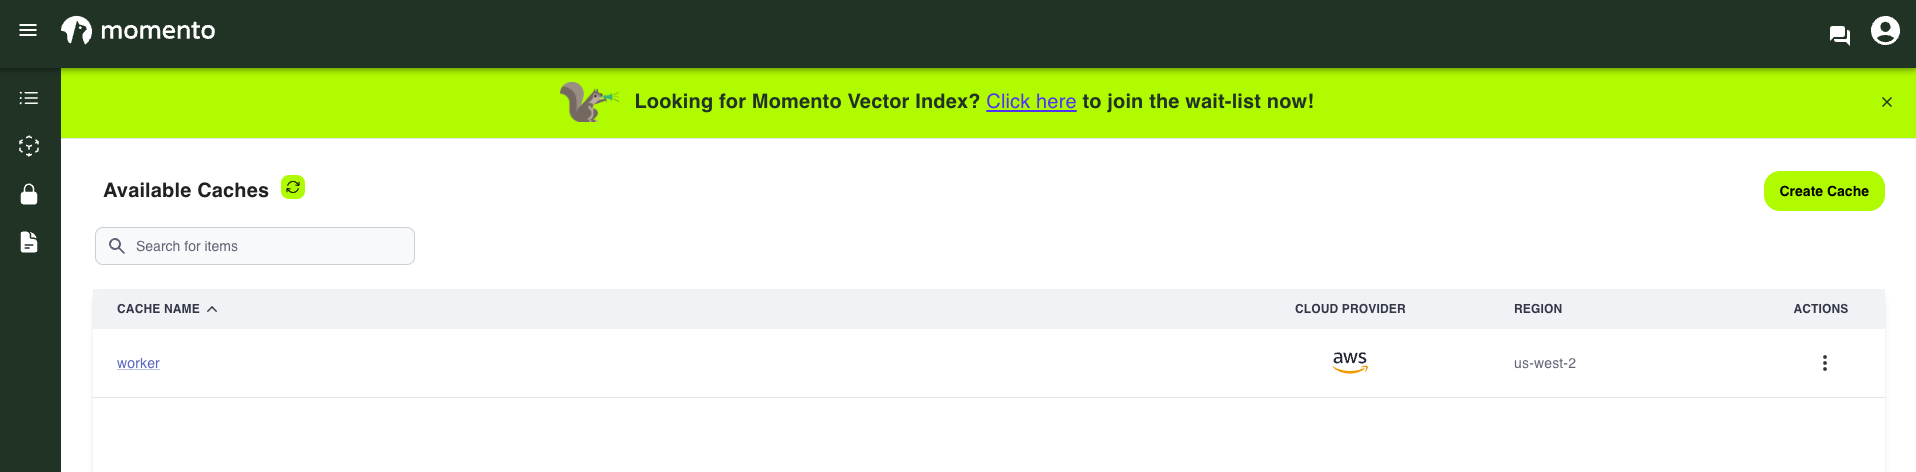 momento
Looking for Momento Vector Index? Click here to join the wait-list now!
Available Caches
Create Cache
Search for items
CACHE NAME CLOUD PROVIDER REGION ACTIONS
worker aws us-west-2